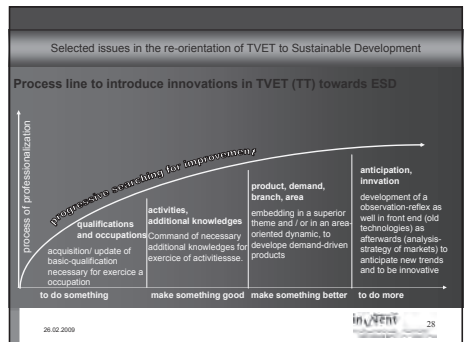 Selected issues in the re-orientation of TVET to Sustainable Development
Process line to introduce innovations in TVET (TT) towards ESD
process of professionalization
progressive searching for improvement
qualifications
and occupations
acquisition/ update of
basic-qualification
necessary for exercice a
occupation
activities,
additional knowledges
Command of necessary
additional knowledges for
exercice of activitiessse.
product, demand,
branch, area
embedding in a superior
theme and / or in an area-
oriented dynamic, to
develope demand-driven
products
anticipation,
innvation
development of a
observation-reflex as
well in front end (old
technologies) as
afterwards (analysis-
strategy of markets) to
anticipate new trends
and to be innovative
to do something
make something good
make something better
to do more
26.02.2009
28